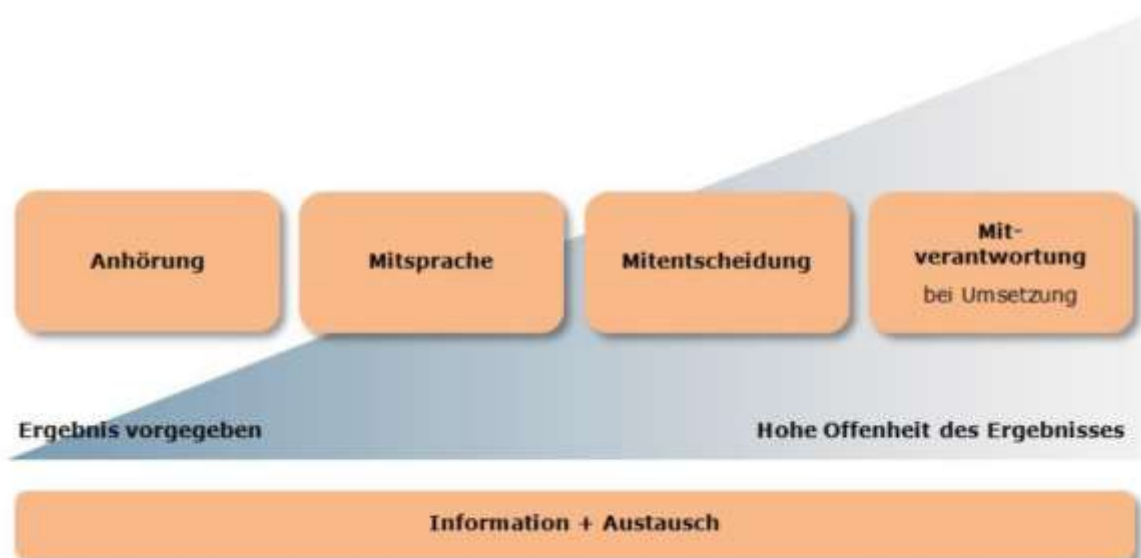 Anhörung
Mitsprache
Mitentscheidung
Mit-
verantwortung
bei Umsetzung
Ergebnis vorgegeben
Hohe Offenheit des Ergebnisses
Information + Austausch